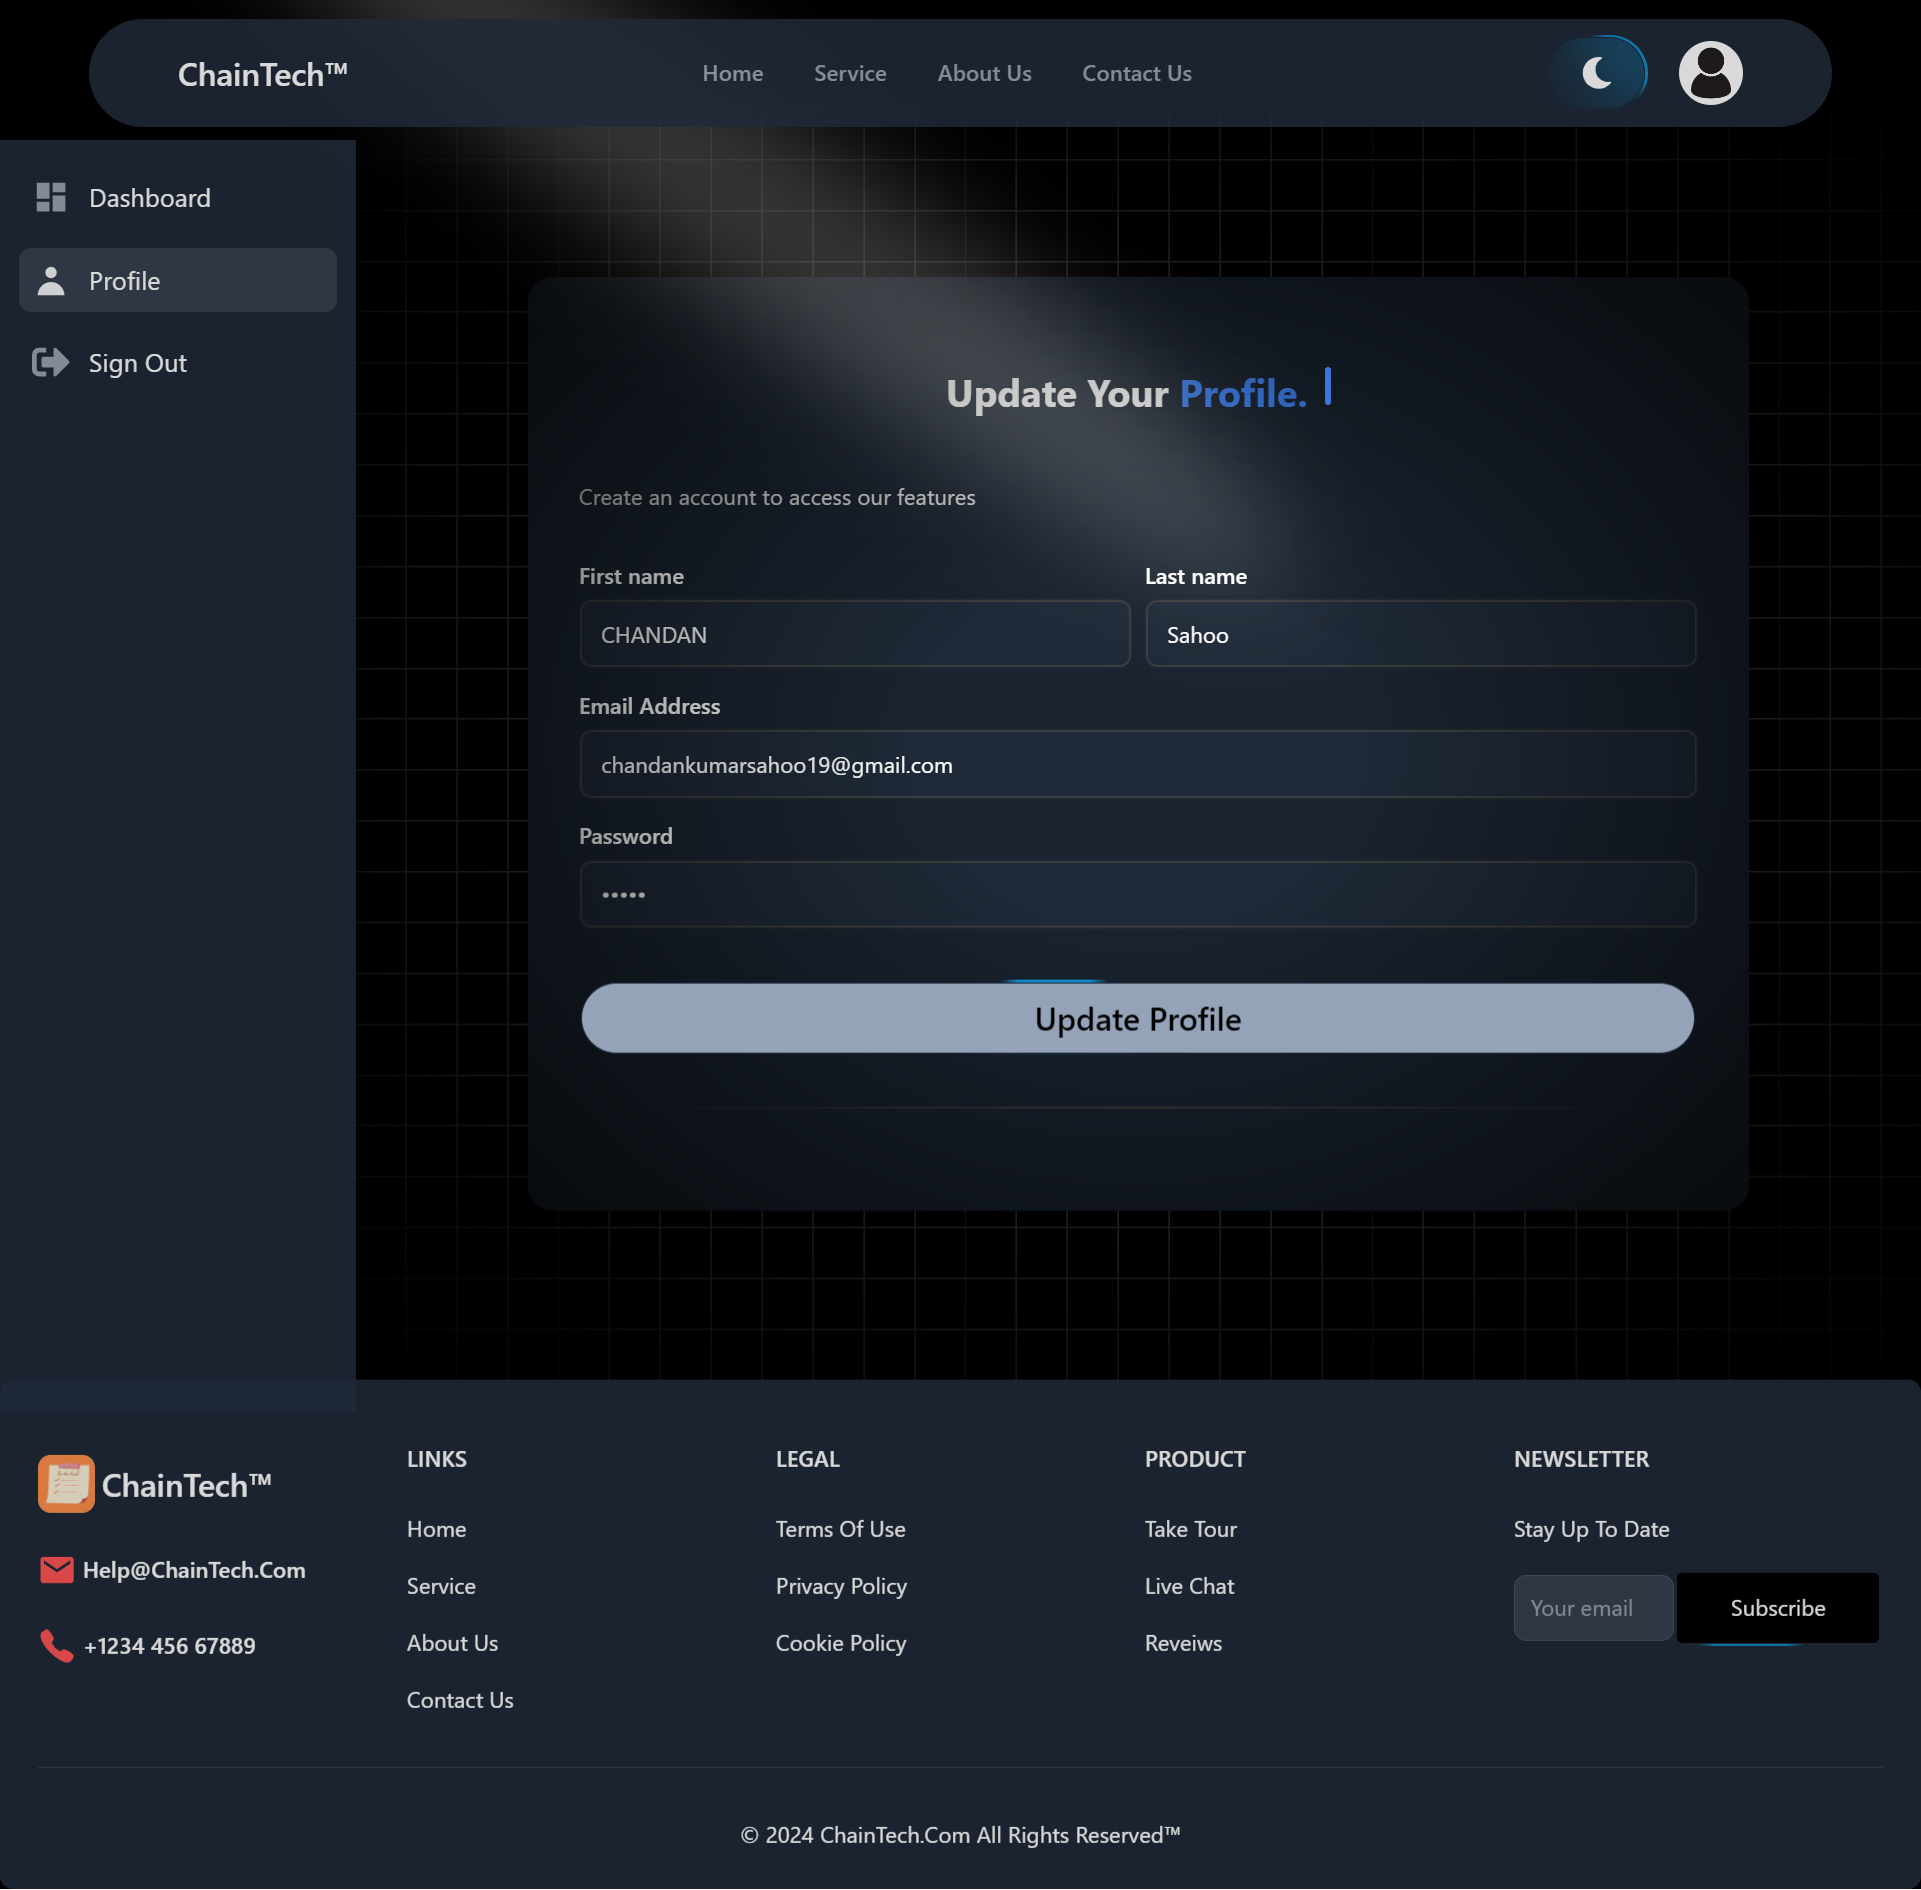 ChainTech™
Home
Service
About Us
Contact Us
Dashboard
Profile
Sign Out
Update Your Profile.
Create an account to access our features
First name
Last name
CHANDAN
Sahoo
Email Address
chandankumarsahoo19@gmail.com
Password
•••••
Update Profile
ChainTech™
Help@ChainTech.Com
+1234 456 67889
LINKS
Home
Service
About Us
Contact Us
LEGAL
Terms Of Use
Privacy Policy
Cookie Policy
PRODUCT
Take Tour
Live Chat
Reveiws
NEWSLETTER
Stay Up To Date
Your email
Subscribe
© 2024 ChainTech.Com All Rights Reserved™